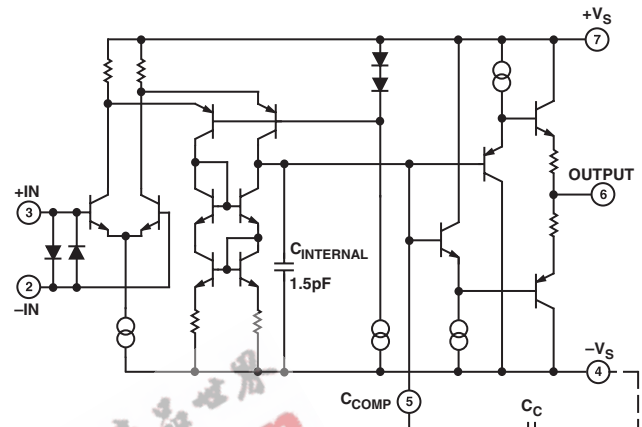 +VS
7
+IN
3
OUTPUT
6
CINTERNAL
1.5pF
2
–IN
–VS
4
CCOMP
5
CC